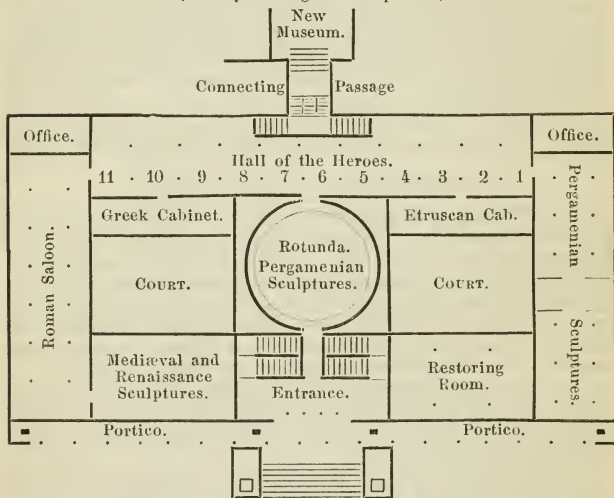 New
Museum.
Connecting Passage
Office.
Office.
Hall of the Heroes.
11 . 10 . 9 . 8 . 7 . 6 . 5 . 4 . 3 . 2 . 1
Greek Cabinet.
Etruscan Cab.
Roman Saloon.
Rotunda.
Pergamenian
Sculptures.
COURT.
COURT.
Pergamenian
Sculptures.
Mediæval and
Renaissance
Sculptures.
Entrance.
Restoring
Room.
Portico.
Portico.